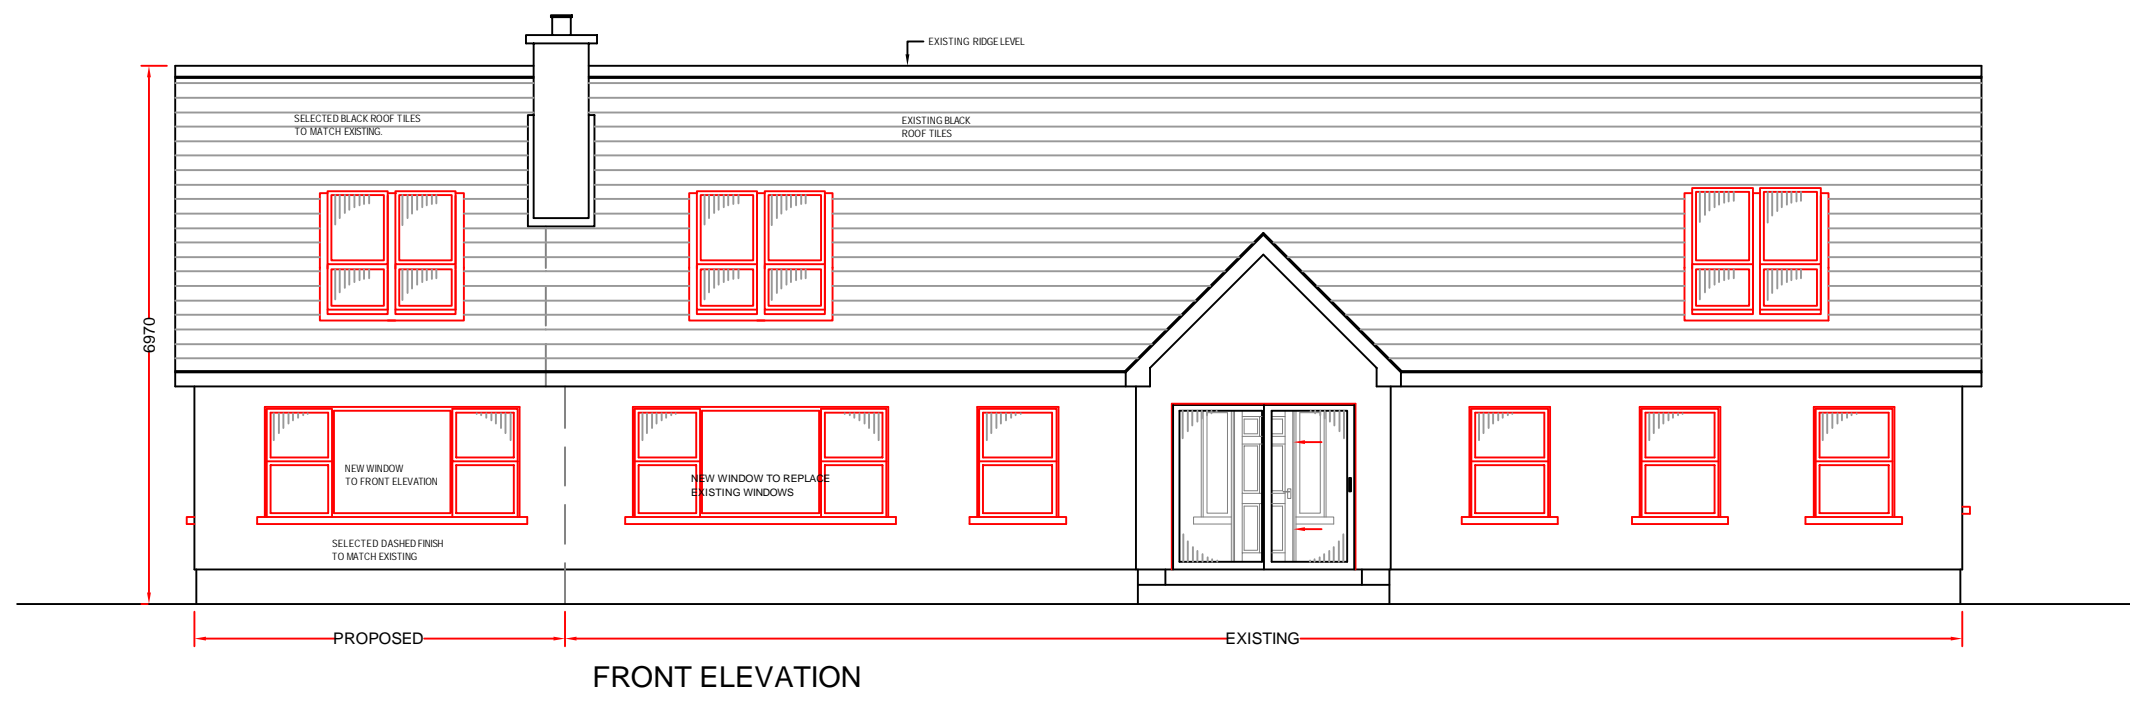 EXISTING RIDGE LEVEL
SELECTED BLACK ROOF TILES
TO MATCH EXISTING.
EXISTING BLACK
ROOF TILES
6970
NEW WINDOW
TO FRONT ELEVATION
NEW WINDOW TO REPLACE
EXISTING WINDOWS
SELECTED DASHED FINISH
TO MATCH EXISTING
PROPOSED
EXISTING
FRONT ELEVATION